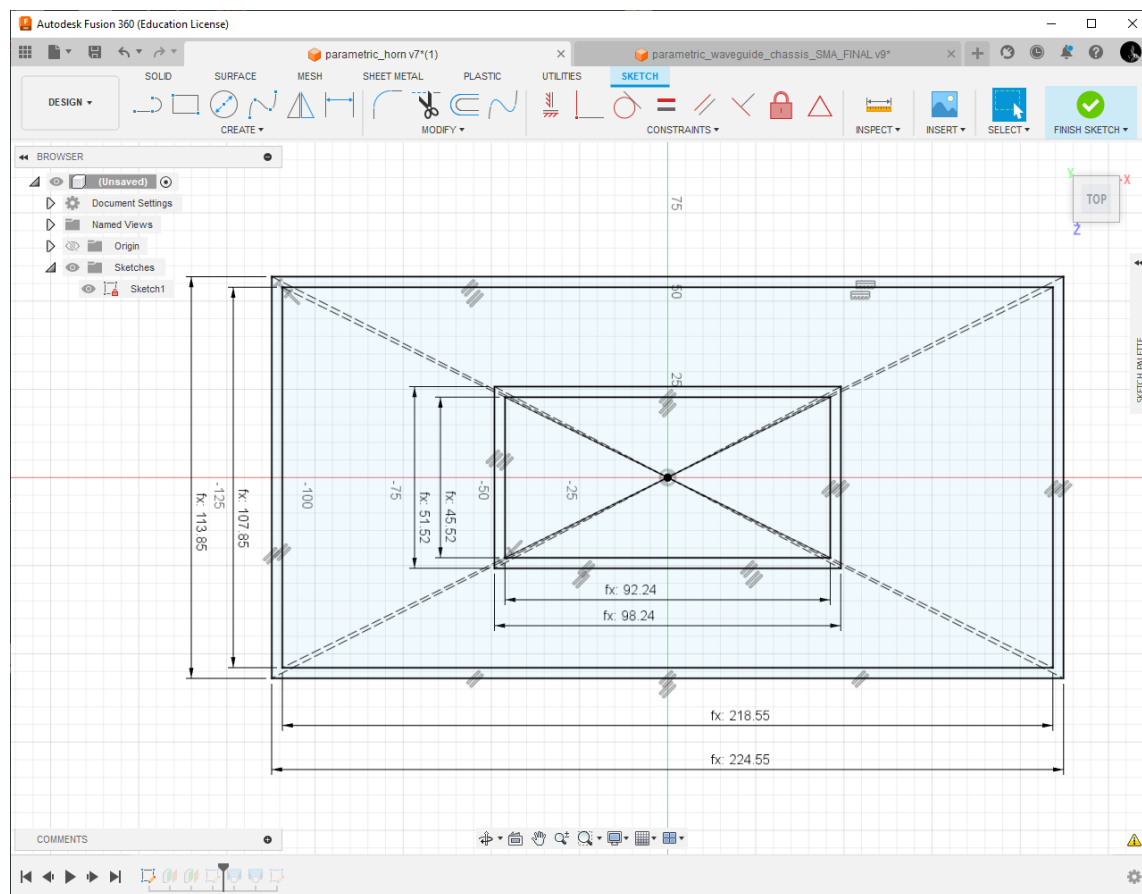 Autodesk Fusion 360 (Education License)
parametric_horn v7*(1)
parametric_waveguide_chassis_SMA_FINAL v9*
SOLID SURFACE MESH SHEET METAL PLASTIC UTILITIES SKETCH
DESIGN
CREATE MODIFY CONSTRAINTS INSPECT INSERT SELECT FINISH SKETCH
BROWSER
(Unsaved)
Document Settings
Named Views
Origin
Sketches
Sketch1
Y
X
TOP
Z
75
50
25
-25
-50
-75
-100
-125
fx: 113.85
fx: 107.85
fx: 51.52
fx: 45.52
fx: 92.24
fx: 98.24
fx: 218.55
fx: 224.55
COMMENTS